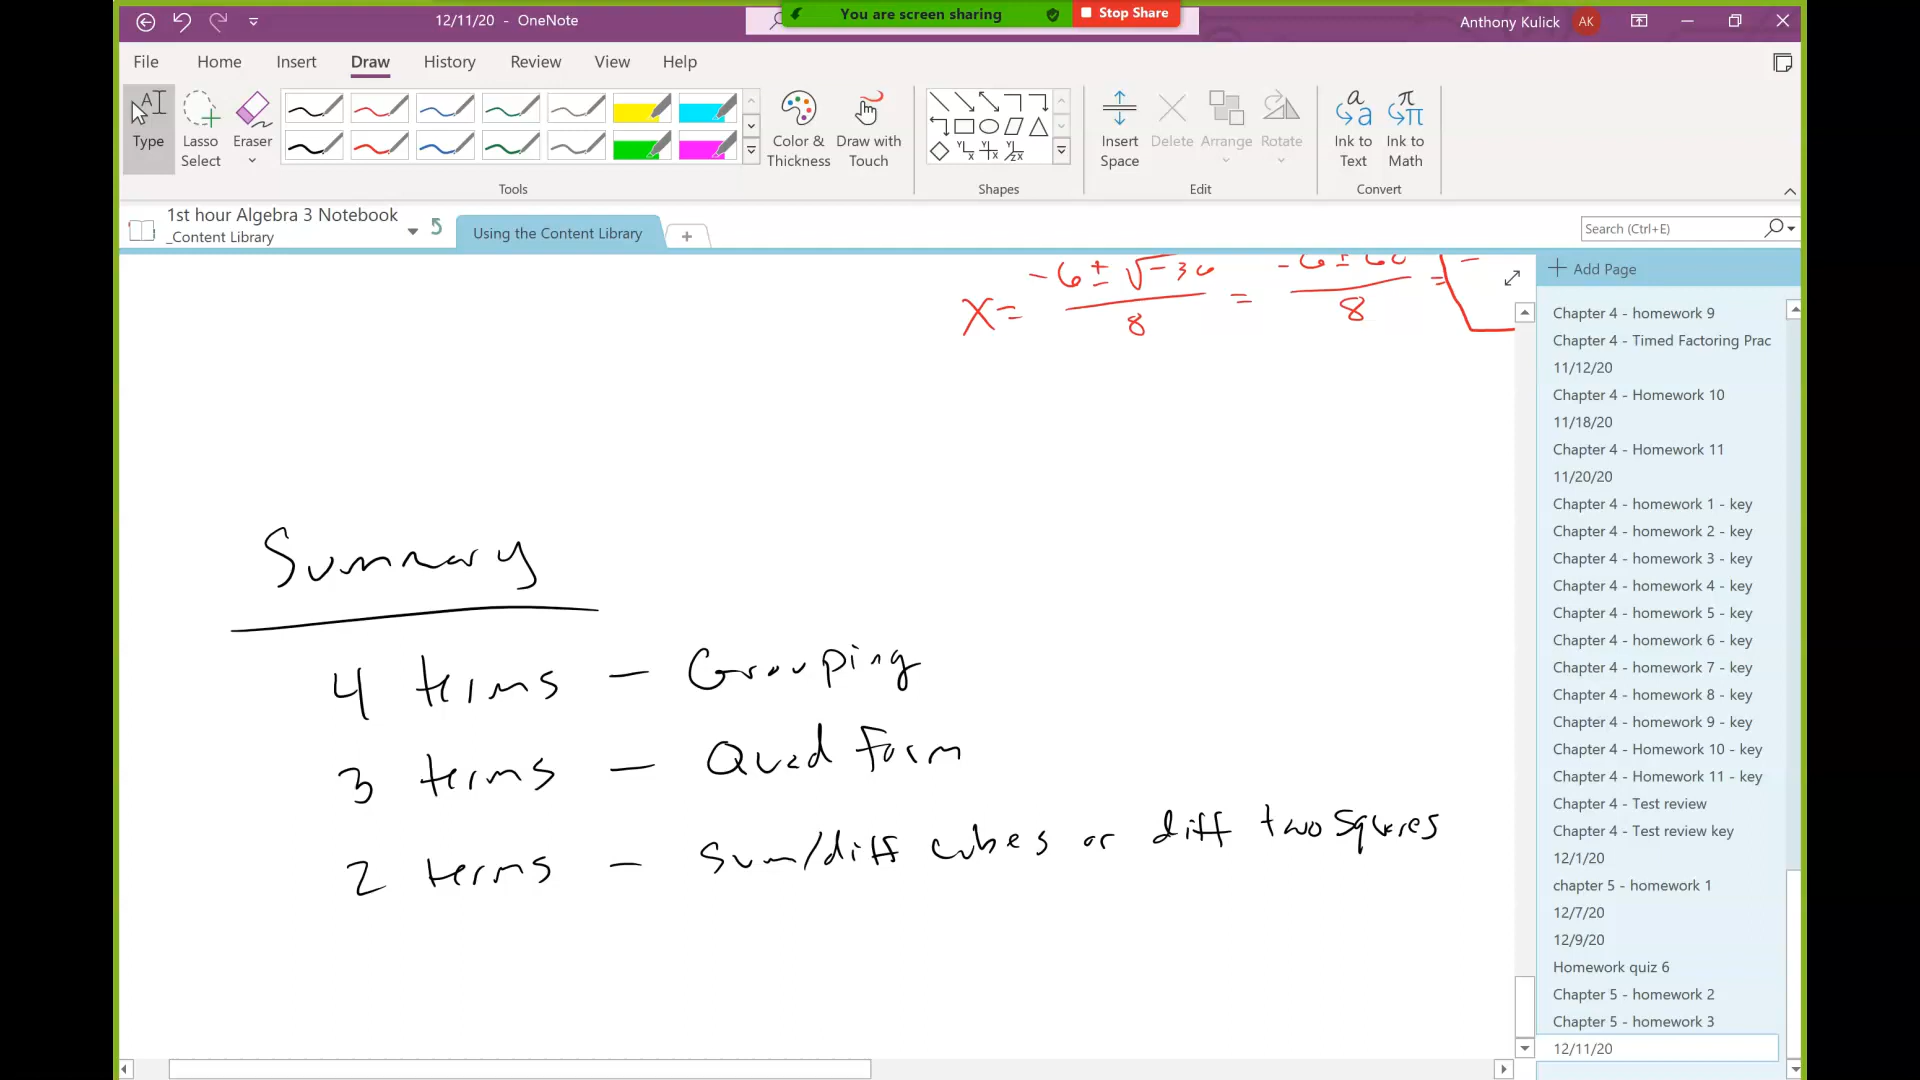 12/11/20 - OneNote
You are screen sharing
Stop Share
Anthony Kulick
AK
File Home Insert Draw History Review View Help
Type
Lasso Select
Eraser
Color & Thickness
Draw with Touch
Insert Space
Delete
Arrange
Rotate
Ink to Text
Ink to Math
Tools
Shapes
Edit
Convert
1st hour Algebra 3 Notebook
_Content Library
Using the Content Library
Search (Ctrl+E)
X = -6 ± √-36 / 8 = -6 ± 6i / 8 =
Summary
4 terms - Grouping
3 terms - Quad Form
2 terms - sum/diff cubes or diff two squares
Add Page
Chapter 4 - homework 9
Chapter 4 - Timed Factoring Prac
11/12/20
Chapter 4 - Homework 10
11/18/20
Chapter 4 - Homework 11
11/20/20
Chapter 4 - homework 1 - key
Chapter 4 - homework 2 - key
Chapter 4 - homework 3 - key
Chapter 4 - homework 4 - key
Chapter 4 - homework 5 - key
Chapter 4 - homework 6 - key
Chapter 4 - homework 7 - key
Chapter 4 - homework 8 - key
Chapter 4 - homework 9 - key
Chapter 4 - Homework 10 - key
Chapter 4 - Homework 11 - key
Chapter 4 - Test review
Chapter 4 - Test review key
12/1/20
chapter 5 - homework 1
12/7/20
12/9/20
Homework quiz 6
Chapter 5 - homework 2
Chapter 5 - homework 3
12/11/20